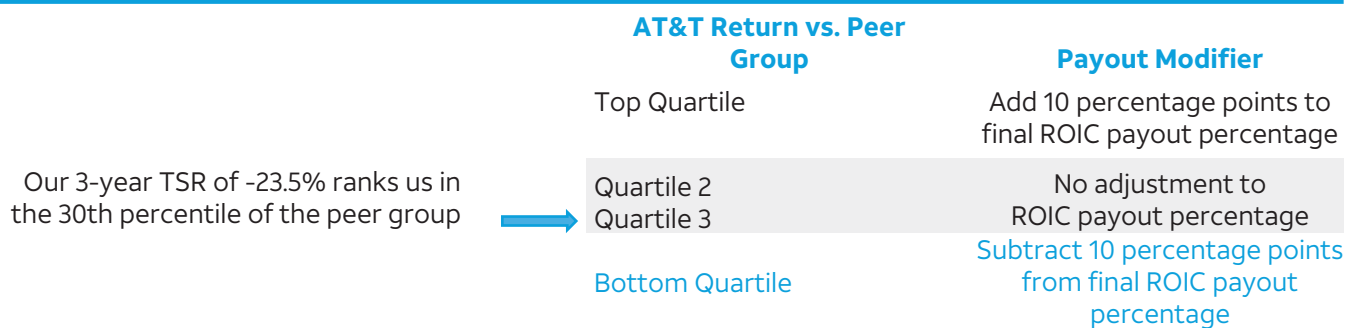 AT&T Return vs. Peer
Group
Payout Modifier
Top Quartile
Add 10 percentage points to
final ROIC payout percentage
Our 3-year TSR of -23.5% ranks us in
the 30th percentile of the peer group
Quartile 2
Quartile 3
No adjustment to
ROIC payout percentage
Bottom Quartile
Subtract 10 percentage points
from final ROIC payout
percentage